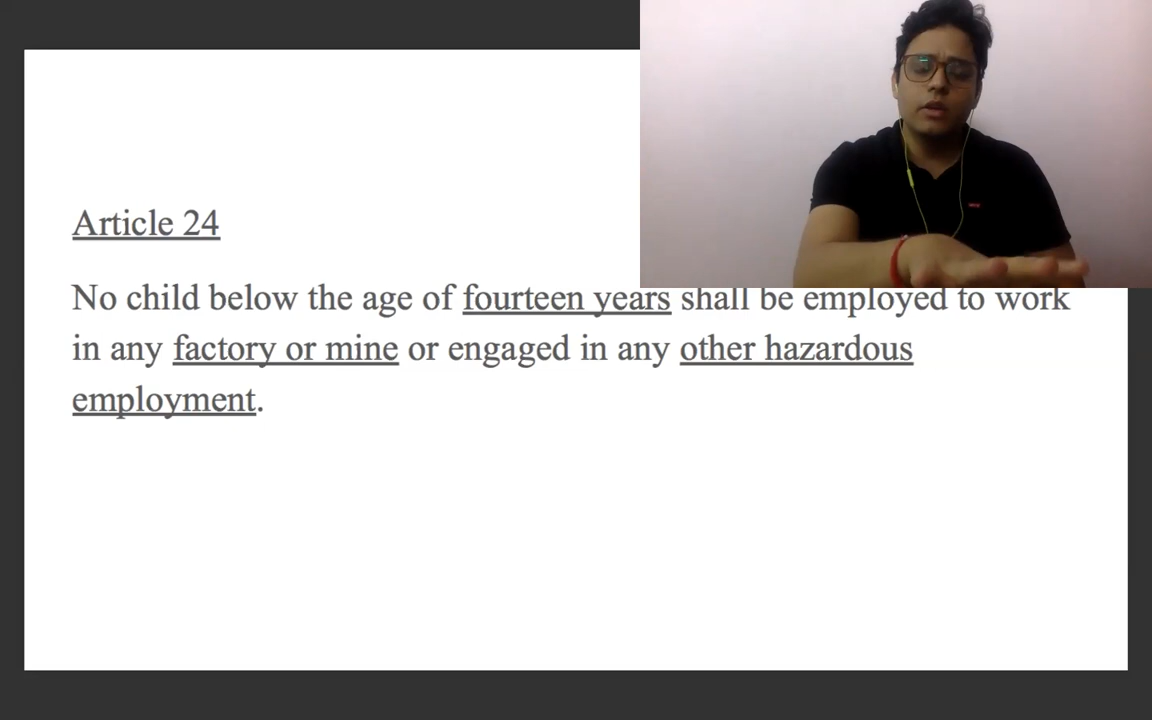 Article 24
No child below the age of fourteen years shall be employed to work
in any factory or mine or engaged in any other hazardous
employment.